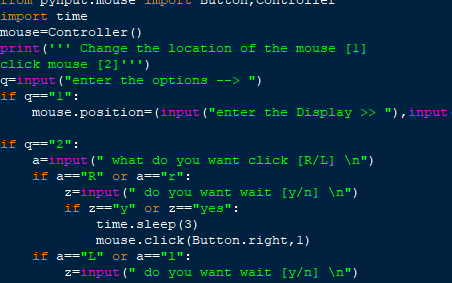 from pynput.mouse import Button,Controller
import time
mouse=Controller()
print(''' Change the location of the mouse [1]
click mouse [2]''')
q=input("enter the options --> ")
if q=="1":
mouse.position=(input("enter the Display >> "),input
if q=="2":
a=input(" what do you want click [R/L] \n")
if a=="R" or a=="r":
z=input(" do you want wait [y/n] \n")
if z=="y" or z=="yes":
time.sleep(3)
mouse.click(Button.right,1)
if a=="L" or a=="l":
z=input(" do you want wait [y/n] \n")